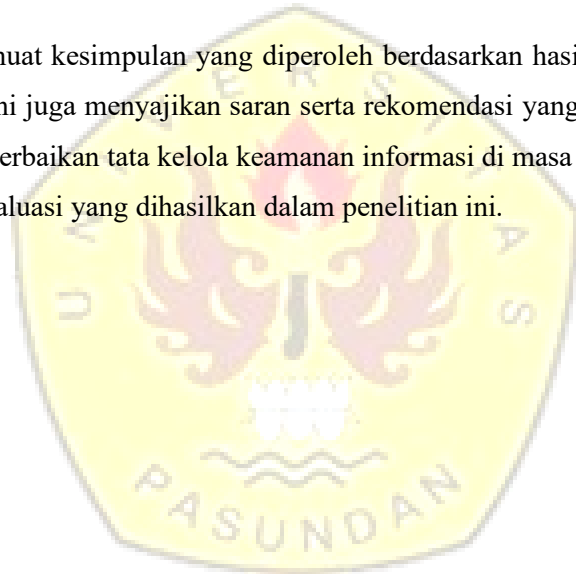 nuat kesimpulan yang diperoleh berdasarkan hasi
ni juga menyajikan saran serta rekomendasi yang
erbaikan tata kelola keamanan informasi di masa
aluasi yang dihasilkan dalam penelitian ini.
UNIVERSITAS
PASUNDAN